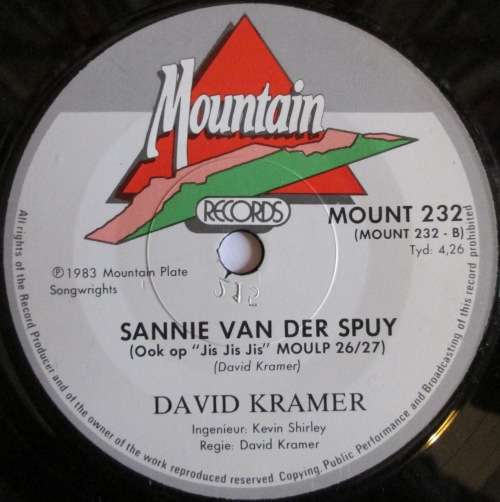 Mountain
RECORDS
MOUNT 232
(MOUNT 232 - B)
Tyd: 4,26
℗ 1983 Mountain Plate
Songwrights
SANNIE VAN DER SPUY
(Ook op "Jis Jis Jis" MOULP 26/27)
(David Kramer)
DAVID KRAMER
Ingenieur: Kevin Shirley
Regie: David Kramer
All rights of the Record Producer and of the owner of the work reproduced reserved Copying, Public Performance and Broadcasting of this record prohibited